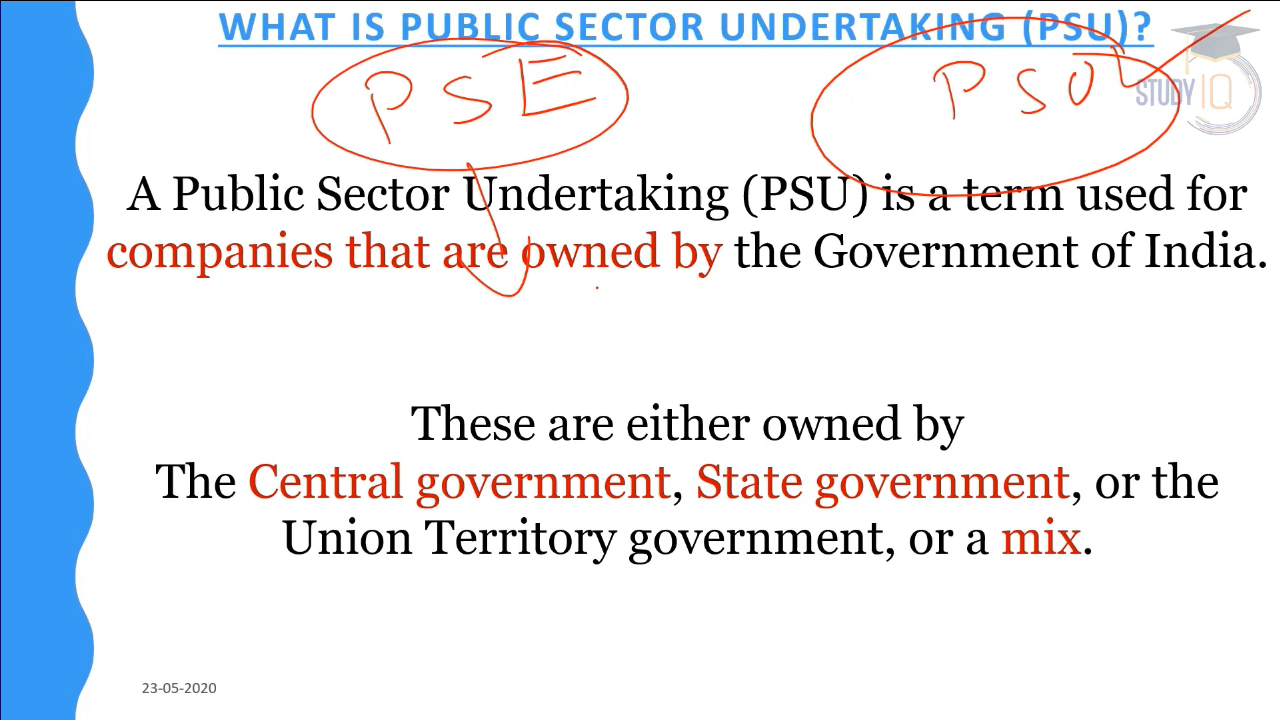 WHAT IS PUBLIC SECTOR UNDERTAKING (PSU)?
PSE
PSU
STUDY IQ
A Public Sector Undertaking (PSU) is a term used for
companies that are owned by the Government of India.
These are either owned by
The Central government, State government, or the
Union Territory government, or a mix.
23-05-2020